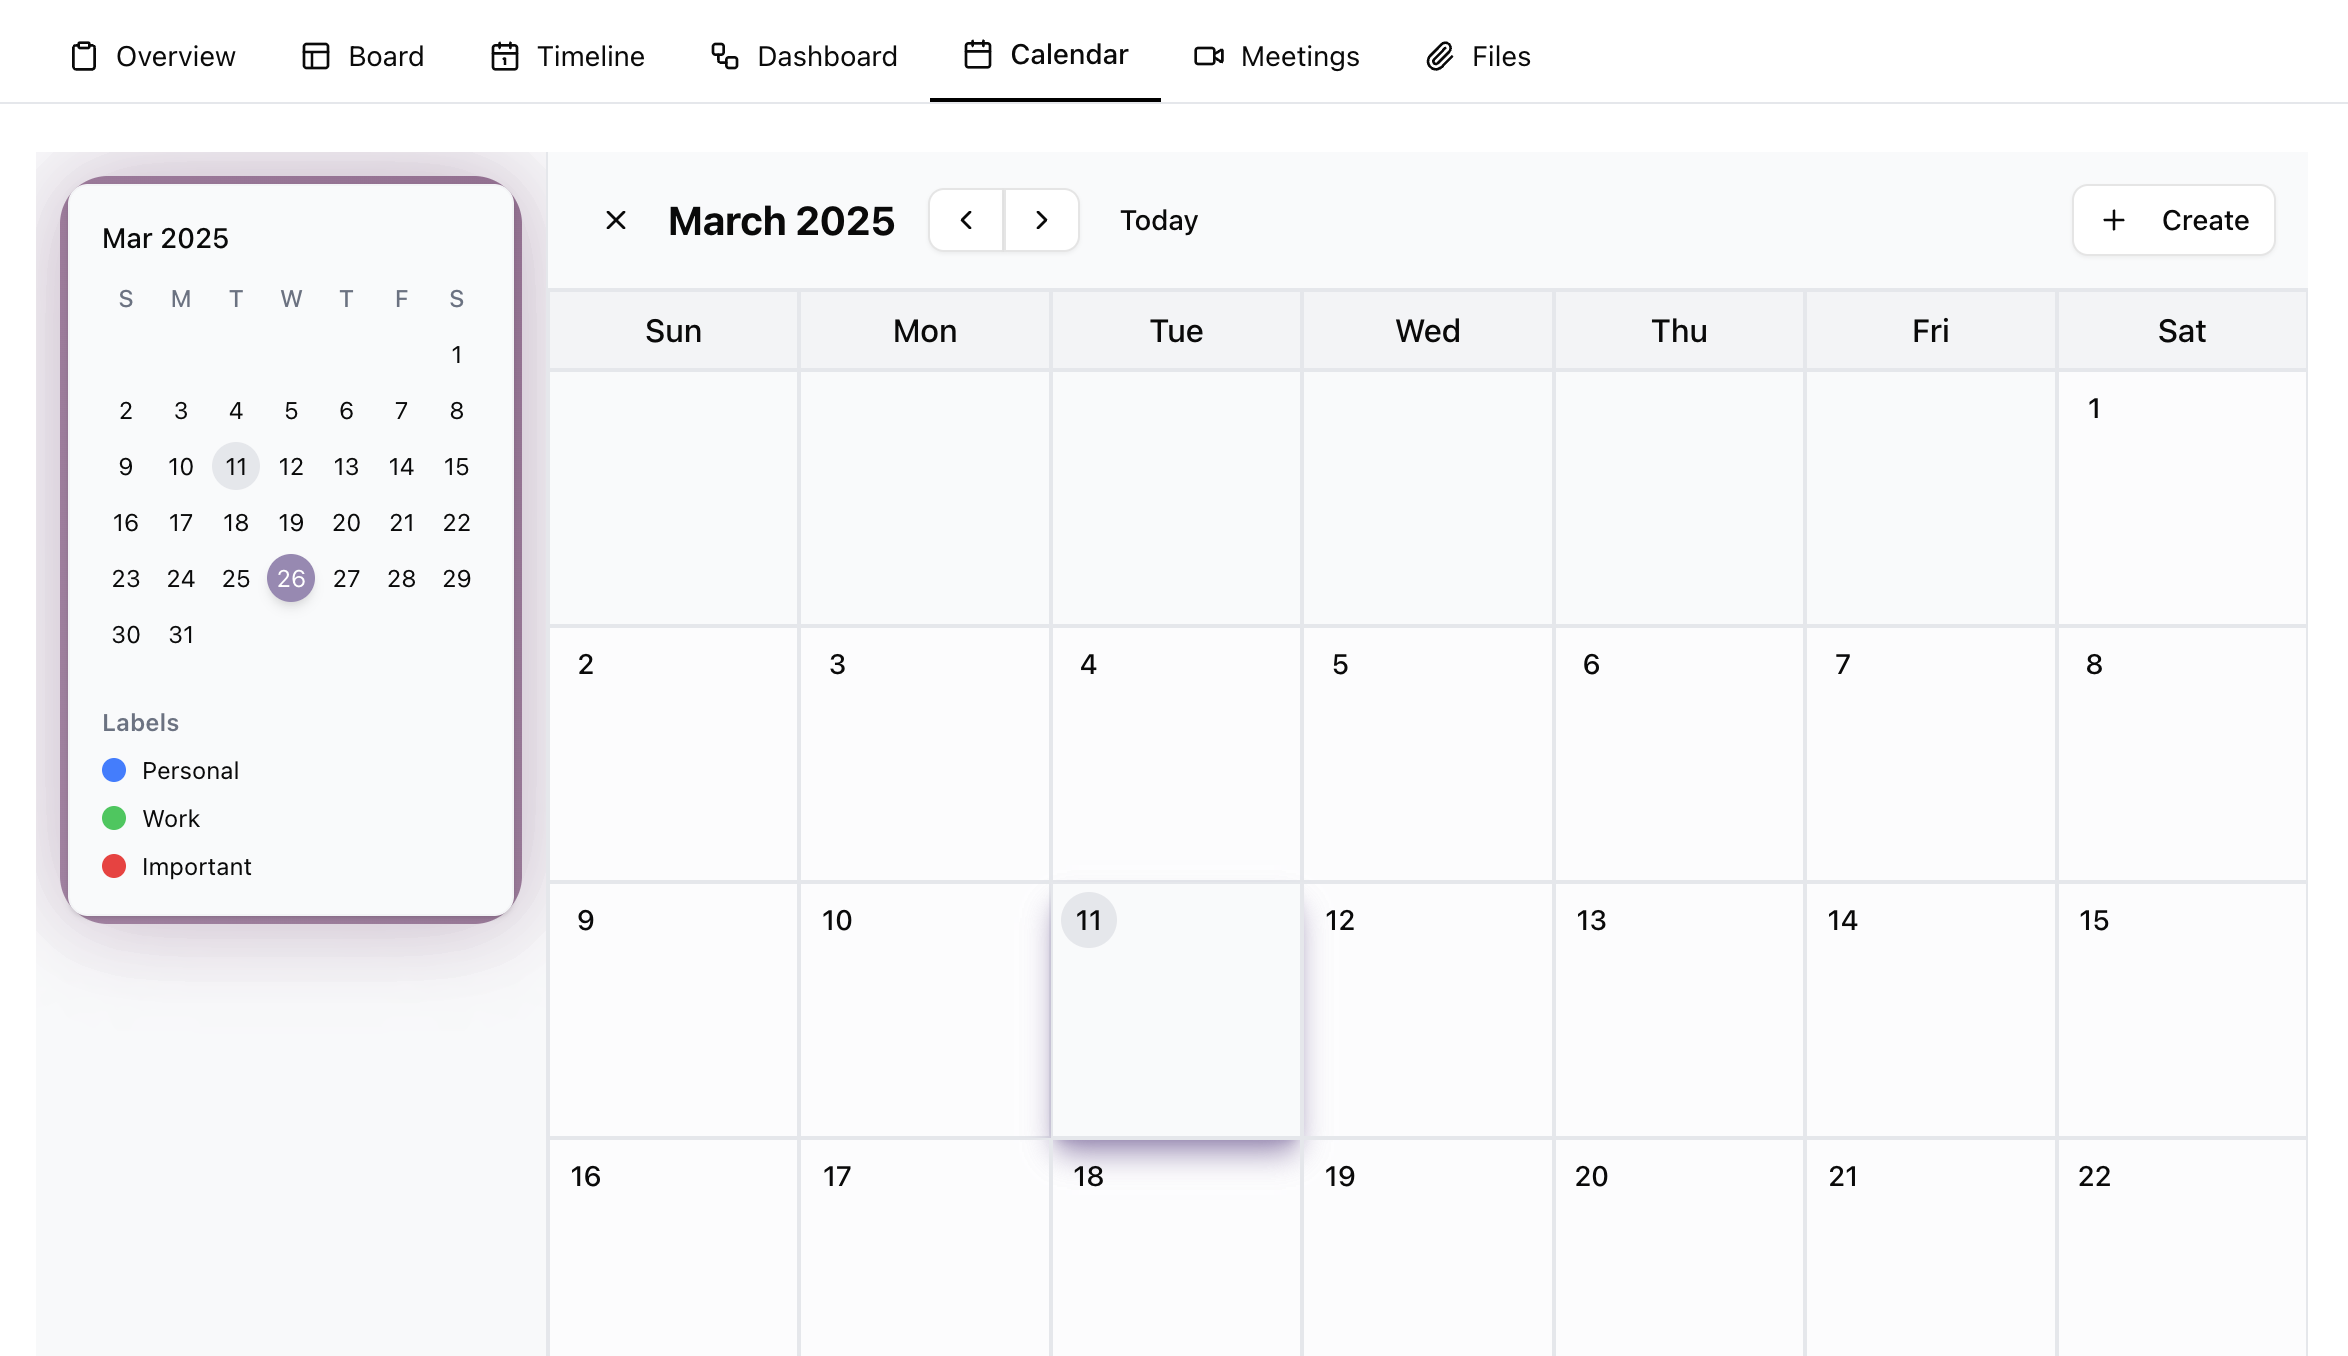 Overview Board Timeline Dashboard Calendar Meetings Files
Mar 2025
S M T W T F S
1
2 3 4 5 6 7 8
9 10 11 12 13 14 15
16 17 18 19 20 21 22
23 24 25 26 27 28 29
30 31
Labels
Personal
Work
Important
March 2025 Today Create
Sun Mon Tue Wed Thu Fri Sat
1
2 3 4 5 6 7 8
9 10 11 12 13 14 15
16 17 18 19 20 21 22